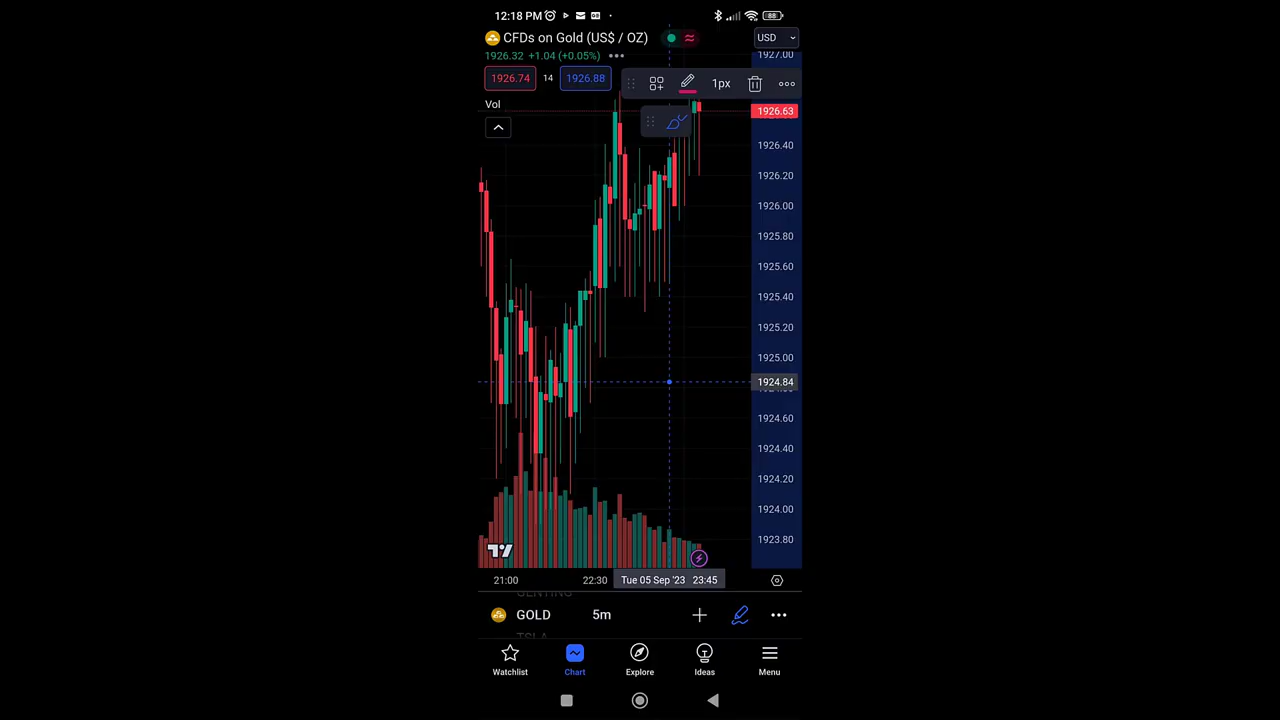 12:18 PM 88
CFDs on Gold (US$ / OZ) USD
1926.32 +1.04 (+0.05%)
1927.00
1926.74 14 1926.88
1px
Vol
1926.63
1926.40
1926.20
1926.00
1925.80
1925.60
1925.40
1925.20
1925.00
1924.84
1924.60
1924.40
1924.20
1924.00
1923.80
21:00 22:30 Tue 05 Sep '23 23:45
GOLD 5m
TSLA
Watchlist Chart Explore Ideas Menu